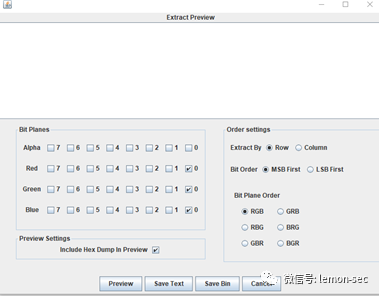 Extract Preview
Bit Planes
Alpha 7 6 5 4 3 2 1 0
Red 7 6 5 4 3 2 1 0
Green 7 6 5 4 3 2 1 0
Blue 7 6 5 4 3 2 1 0
Preview Settings
Include Hex Dump In Preview
Order settings
Extract By Row Column
Bit Order MSB First LSB First
Bit Plane Order
RGB GRB
RBG BRG
GBR BGR
Preview Save Text Save Bin Cancel
微信号: lemon-sec